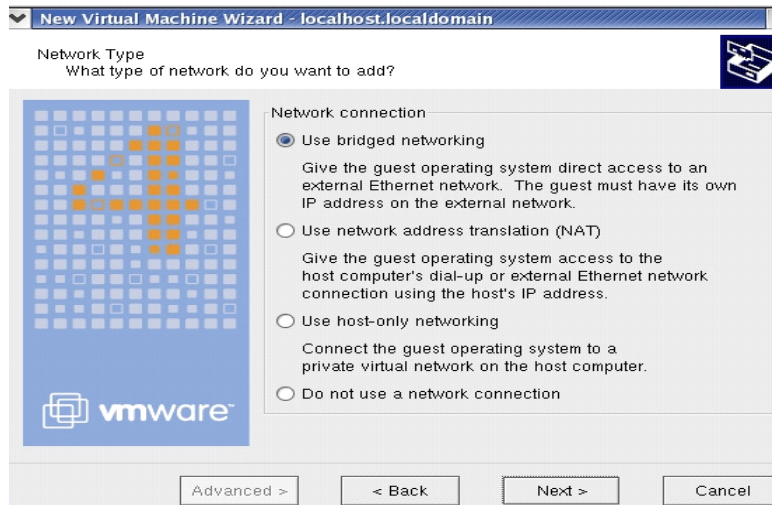 New Virtual Machine Wizard - localhost.localdomain
Network Type
What type of network do you want to add?
Network connection
Use bridged networking
Give the guest operating system direct access to an
external Ethernet network. The guest must have its own
IP address on the external network.
Use network address translation (NAT)
Give the guest operating system access to the
host computer's dial-up or external Ethernet network
connection using the host's IP address.
Use host-only networking
Connect the guest operating system to a
private virtual network on the host computer.
Do not use a network connection
vmware
Advanced >
< Back
Next >
Cancel